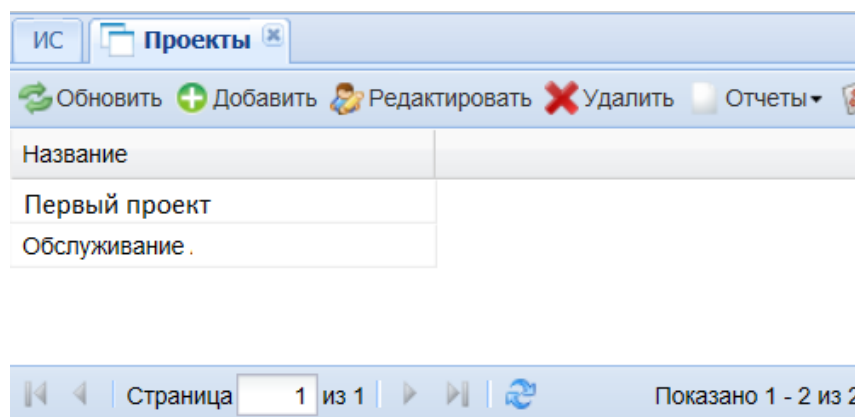 ИС Проекты
Обновить Добавить Редактировать Удалить Отчеты
Название
Первый проект
Обслуживание.
Страница 1 из 1 Показано 1 - 2 из 2